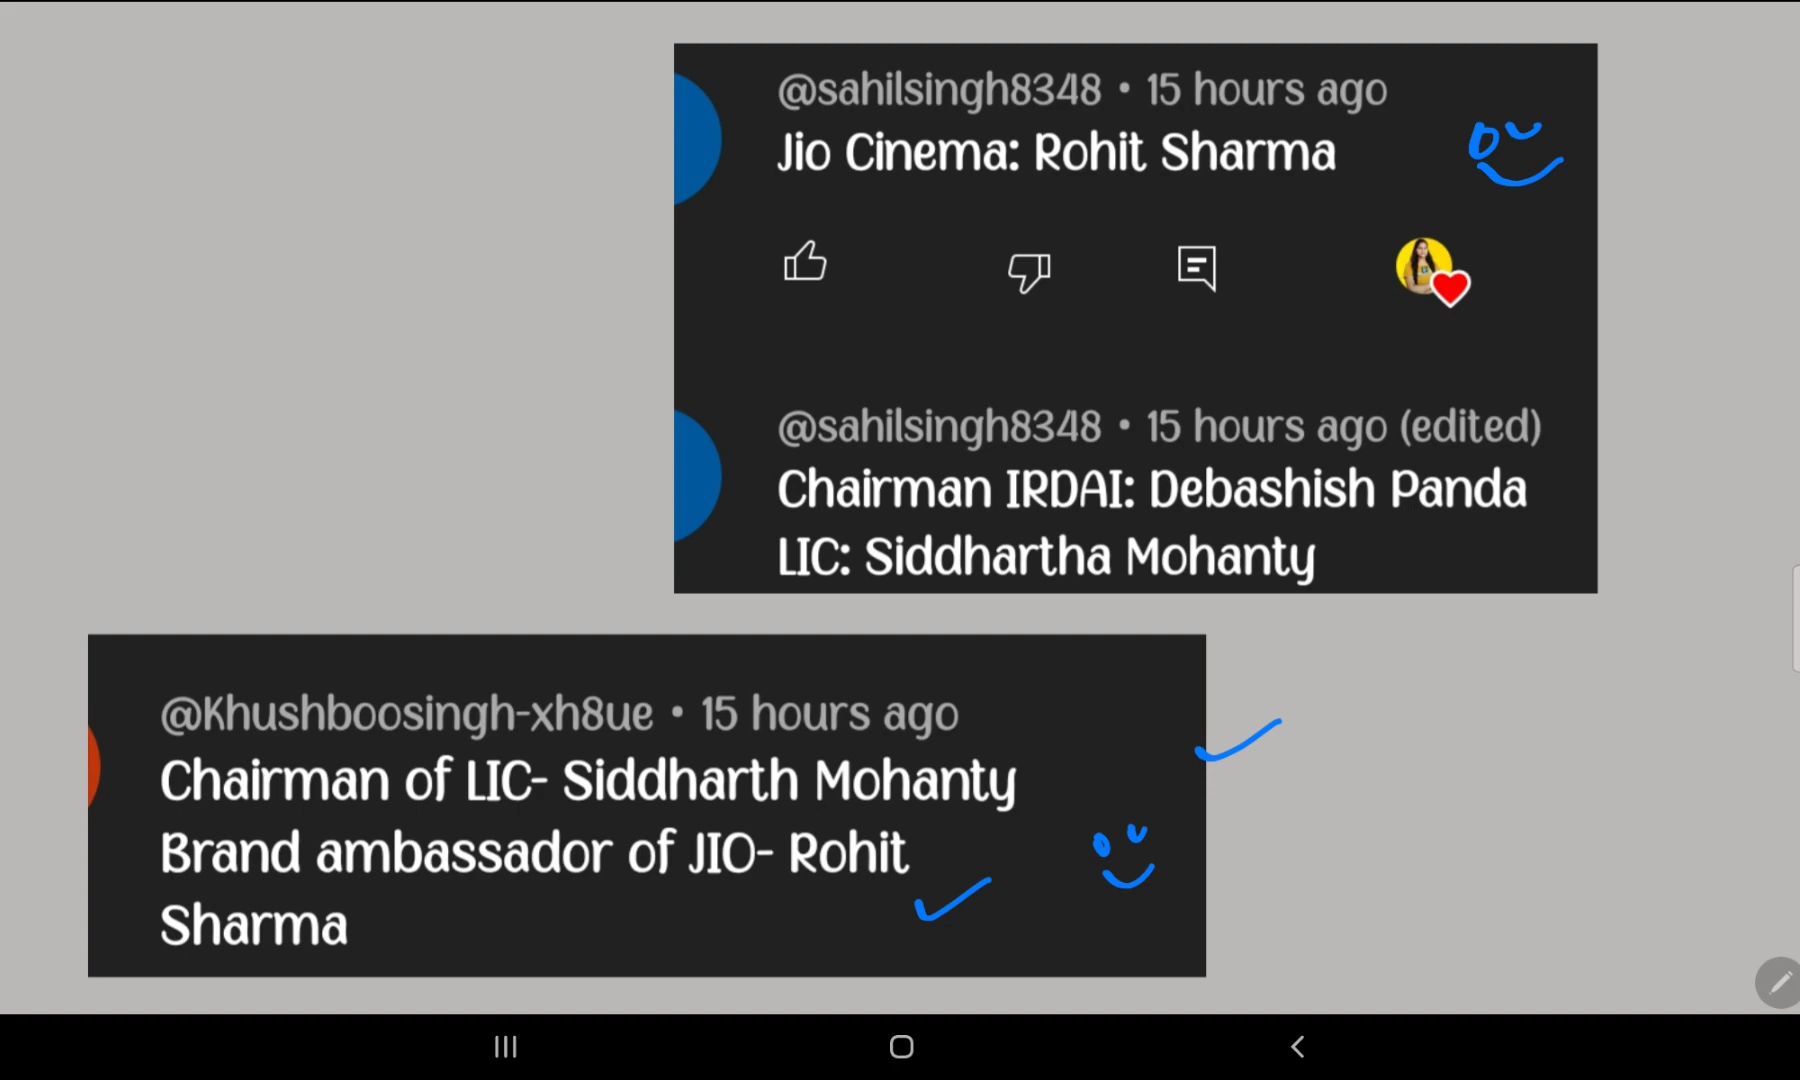 @sahilsingh8348 • 15 hours ago
Jio Cinema: Rohit Sharma
@sahilsingh8348 • 15 hours ago (edited)
Chairman IRDAI: Debashish Panda
LIC: Siddhartha Mohanty
@Khushboosingh-xh8ue • 15 hours ago
Chairman of LIC- Siddharth Mohanty
Brand ambassador of JIO- Rohit
Sharma